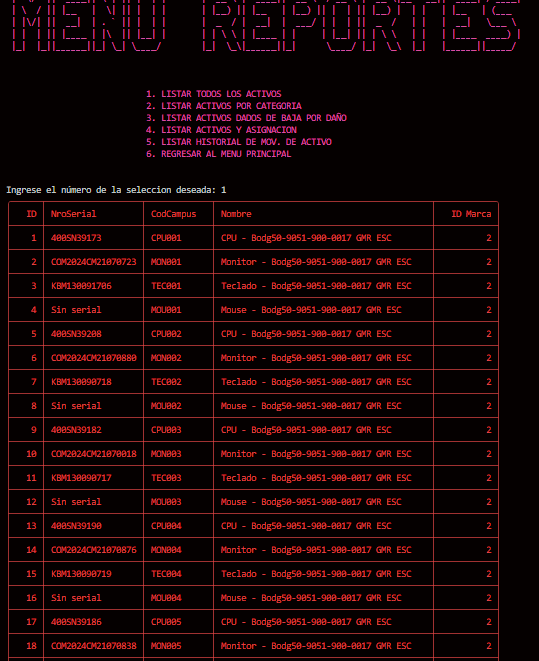 MENU REPORTES
1. LISTAR TODOS LOS ACTIVOS
2. LISTAR ACTIVOS POR CATEGORIA
3. LISTAR ACTIVOS DADOS DE BAJA POR DAÑO
4. LISTAR ACTIVOS Y ASIGNACION
5. LISTAR HISTORIAL DE MOV. DE ACTIVO
6. REGRESAR AL MENU PRINCIPAL
Ingrese el número de la seleccion deseada: 1
ID NroSerial CodCampus Nombre ID Marca
1 400SN39173 CPU001 CPU - Bodg50-9051-900-0017 GMR ESC 2
2 COM2024CM21070723 MON001 Monitor - Bodg50-9051-900-0017 GMR ESC 2
3 KBM130091706 TEC001 Teclado - Bodg50-9051-900-0017 GMR ESC 2
4 Sin serial MOU001 Mouse - Bodg50-9051-900-0017 GMR ESC 2
5 400SN39208 CPU002 CPU - Bodg50-9051-900-0017 GMR ESC 2
6 COM2024CM21070880 MON002 Monitor - Bodg50-9051-900-0017 GMR ESC 2
7 KBM130090718 TEC002 Teclado - Bodg50-9051-900-0017 GMR ESC 2
8 Sin serial MOU002 Mouse - Bodg50-9051-900-0017 GMR ESC 2
9 400SN39182 CPU003 CPU - Bodg50-9051-900-0017 GMR ESC 2
10 COM2024CM21070018 MON003 Monitor - Bodg50-9051-900-0017 GMR ESC 2
11 KBM130090717 TEC003 Teclado - Bodg50-9051-900-0017 GMR ESC 2
12 Sin serial MOU003 Mouse - Bodg50-9051-900-0017 GMR ESC 2
13 400SN39190 CPU004 CPU - Bodg50-9051-900-0017 GMR ESC 2
14 COM2024CM21070876 MON004 Monitor - Bodg50-9051-900-0017 GMR ESC 2
15 KBM130090719 TEC004 Teclado - Bodg50-9051-900-0017 GMR ESC 2
16 Sin serial MOU004 Mouse - Bodg50-9051-900-0017 GMR ESC 2
17 400SN39186 CPU005 CPU - Bodg50-9051-900-0017 GMR ESC 2
18 COM2024CM21070838 MON005 Monitor - Bodg50-9051-900-0017 GMR ESC 2